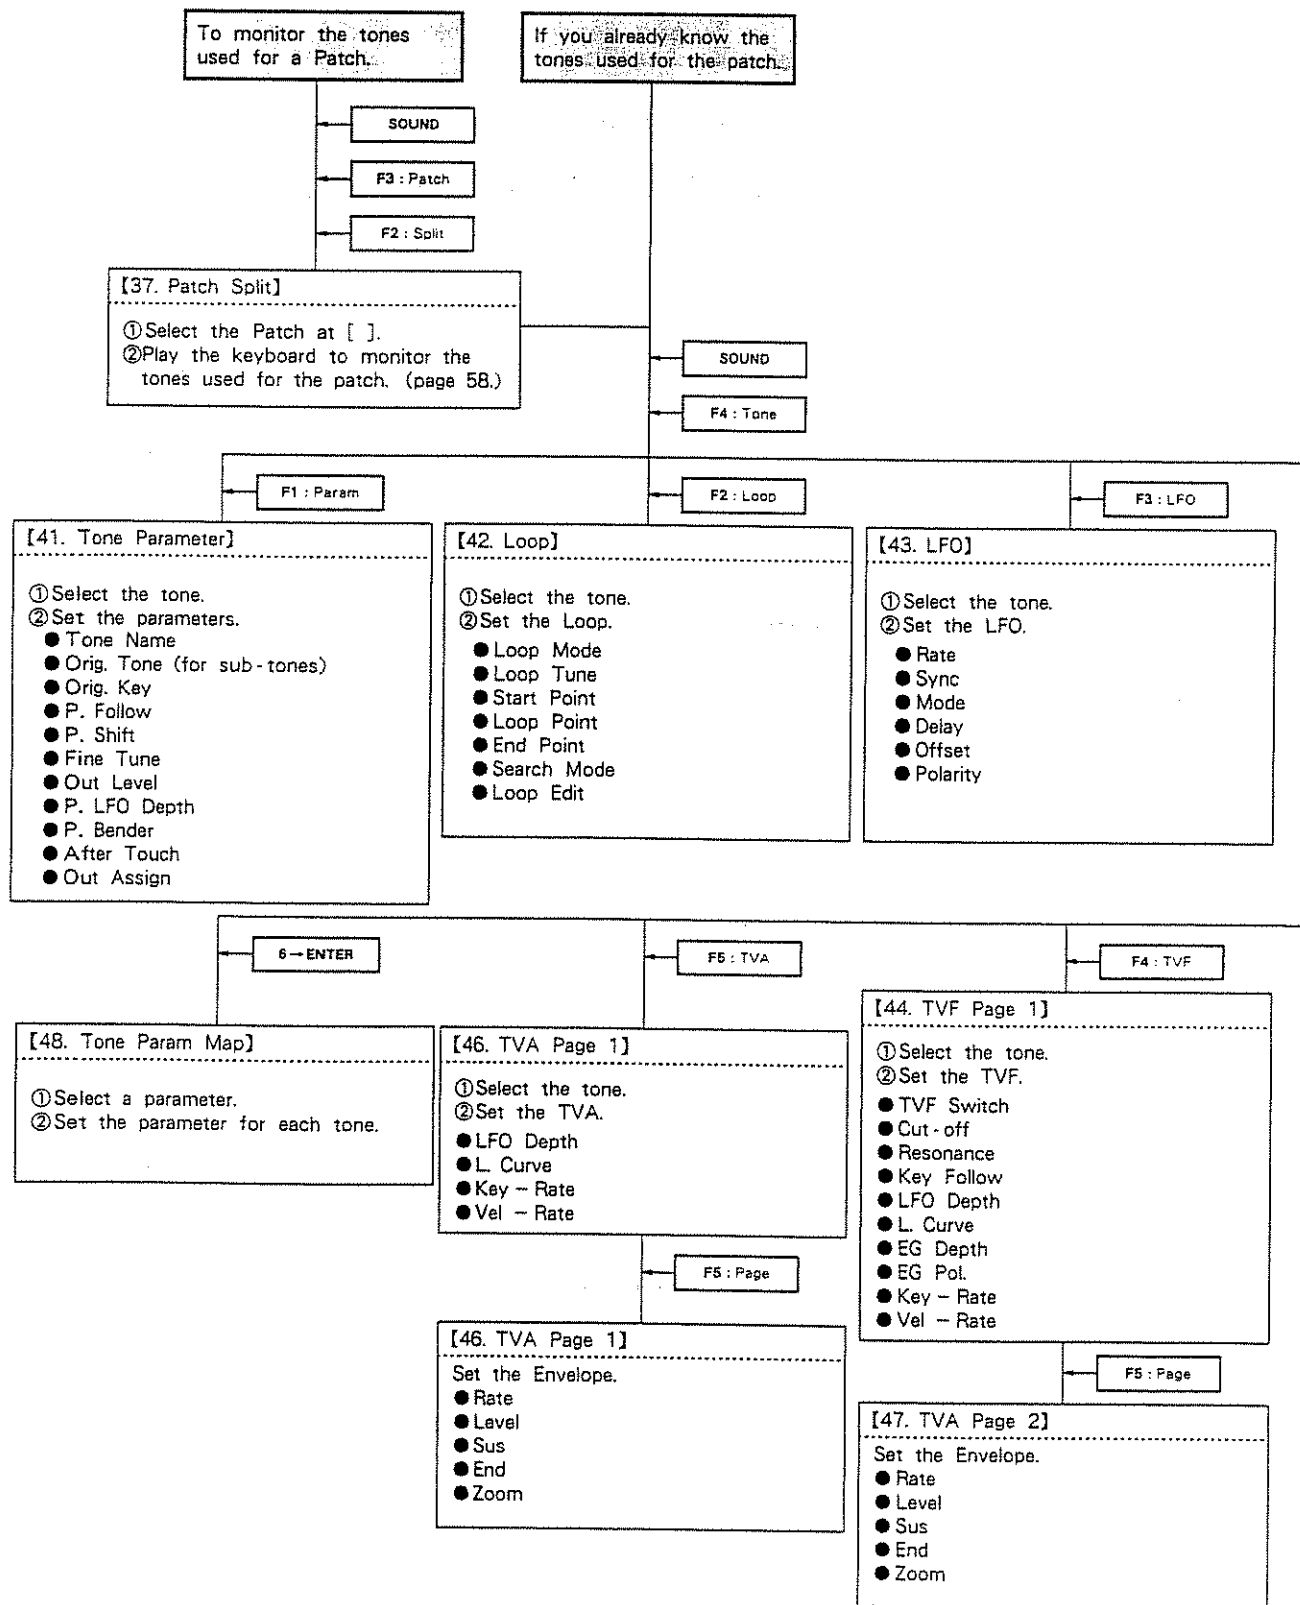 To monitor the tones
used for a Patch.
If you already know the
tones used for the patch.
SOUND
F3 : Patch
F2 : Split
【37. Patch Split】
①Select the Patch at [ ].
②Play the keyboard to monitor the
tones used for the patch. (page 58.)
SOUND
F4 : Tone
F1 : Param
F2 : Loop
F3 : LFO
【41. Tone Parameter】
①Select the tone.
②Set the parameters.
●Tone Name
●Orig. Tone (for sub-tones)
●Orig. Key
●P. Follow
●P. Shift
●Fine Tune
●Out Level
●P. LFO Depth
●P. Bender
●After Touch
●Out Assign
【42. Loop】
①Select the tone.
②Set the Loop.
●Loop Mode
●Loop Tune
●Start Point
●Loop Point
●End Point
●Search Mode
●Loop Edit
【43. LFO】
①Select the tone.
②Set the LFO.
●Rate
●Sync
●Mode
●Delay
●Offset
●Polarity
6→ENTER
F5 : TVA
F4 : TVF
【48. Tone Param Map】
①Select a parameter.
②Set the parameter for each tone.
【46. TVA Page 1】
①Select the tone.
②Set the TVA.
●LFO Depth
●L. Curve
●Key – Rate
●Vel – Rate
F5 : Page
【46. TVA Page 1】
Set the Envelope.
●Rate
●Level
●Sus
●End
●Zoom
【44. TVF Page 1】
①Select the tone.
②Set the TVF.
●TVF Switch
●Cut-off
●Resonance
●Key Follow
●LFO Depth
●L. Curve
●EG Depth
●EG Pol.
●Key – Rate
●Vel – Rate
F5 : Page
【47. TVA Page 2】
Set the Envelope.
●Rate
●Level
●Sus
●End
●Zoom